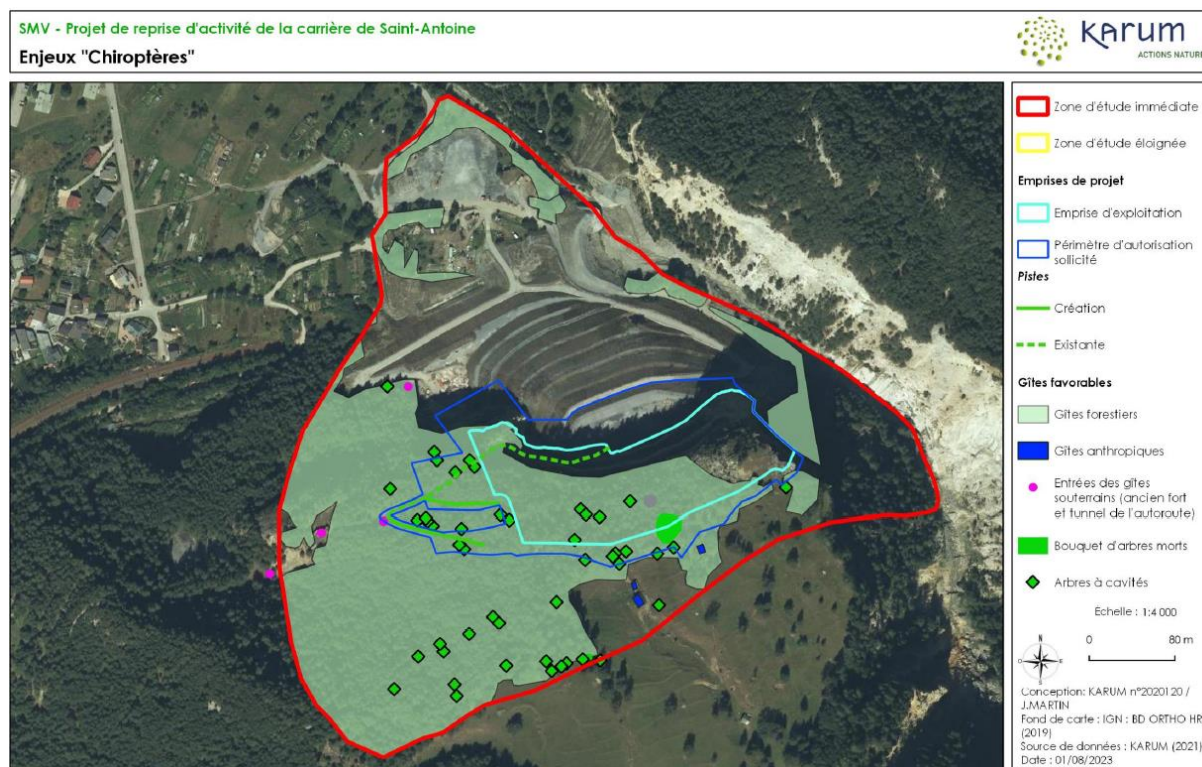 SMV - Projet de reprise d'activité de la carrière de Saint-Antoine
Enjeux "Chiroptères"
KARUM
ACTIONS NATURE
Zone d'étude immédiate
Zone d'étude éloignée
Emprises de projet
Emprise d'exploitation
Périmètre d'autorisation
sollicité
Pistes
Création
Existante
Gîtes favorables
Gîtes forestiers
Gîtes anthropiques
Entrées des gîtes
souterrains (ancien fort
et tunnel de l'autoroute)
Bouquet d'arbres morts
Arbres à cavités
Échelle : 1:4 000
N
O E
S
0 80 m
Conception: KARUM n°2020120 /
J.MARTIN
Fond de carte : IGN : BD ORTHO HR
(2019)
Source de données : KARUM (2021
Date : 01/08/2023